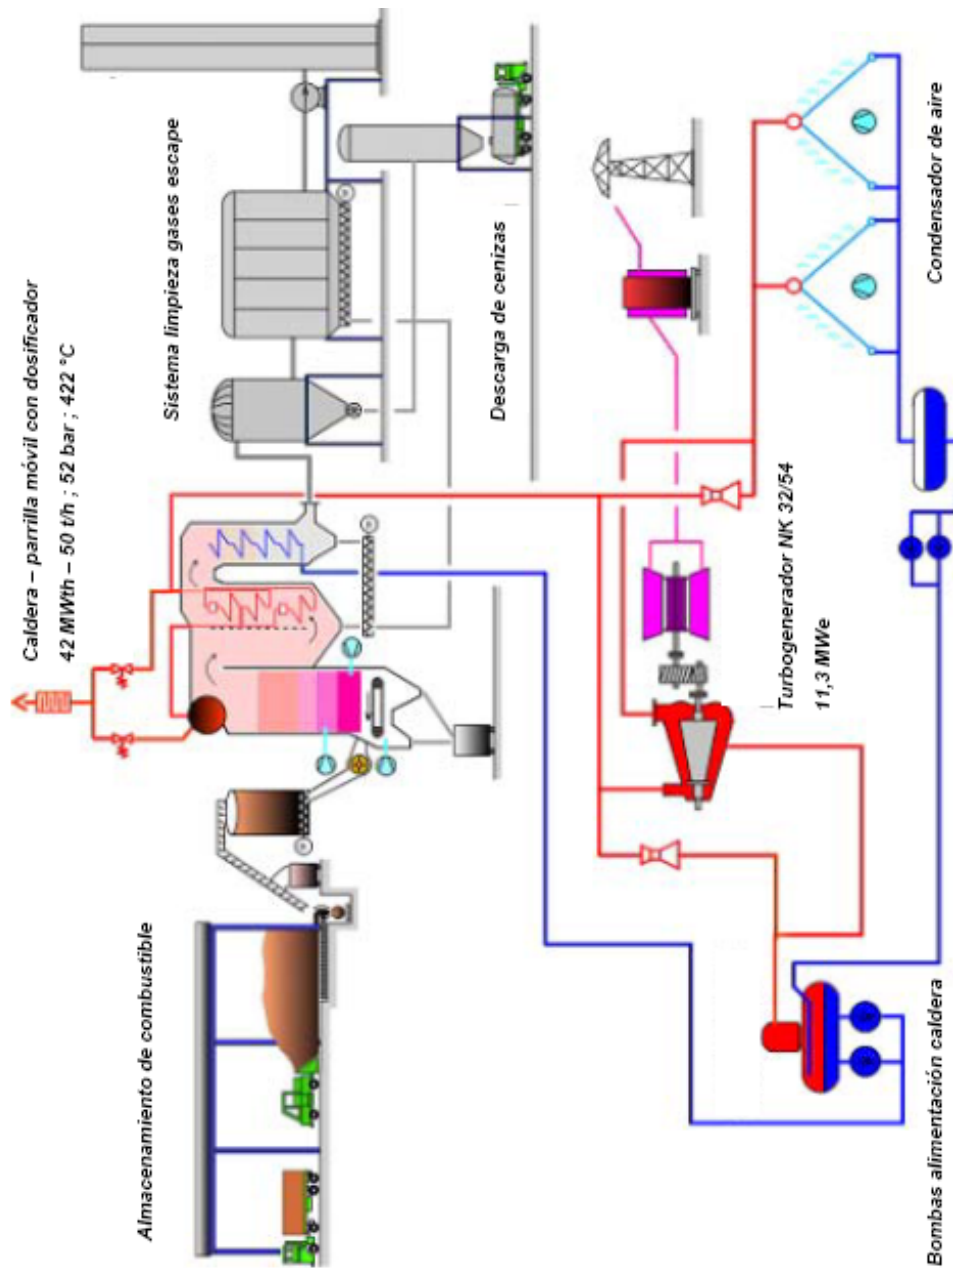 Caldera – parrilla móvil con dosificador
42 MWth – 50 t/h ; 52 bar ; 422 °C
Sistema limpieza gases escape
Descarga de cenizas
Condensador de aire
Turbogenerador NK 32/54
11,3 MWe
Almacenamiento de combustible
Bombas alimentación caldera